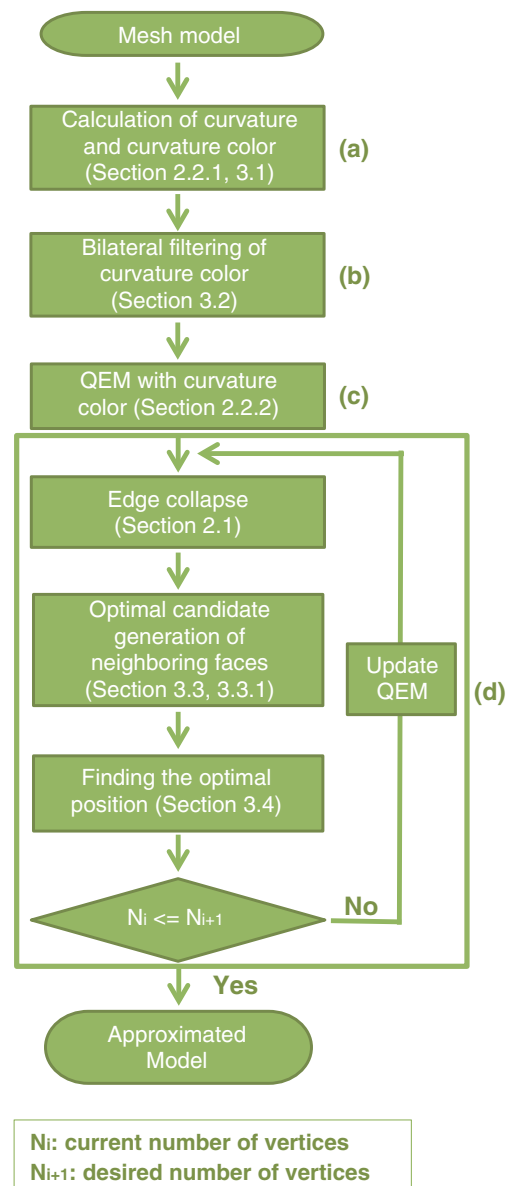 Mesh model
Calculation of curvature
and curvature color
(Section 2.2.1, 3.1)
(a)
Bilateral filtering of
curvature color
(Section 3.2)
(b)
QEM with curvature
color (Section 2.2.2)
(c)
Edge collapse
(Section 2.1)
Optimal candidate
generation of
neighboring faces
(Section 3.3, 3.3.1)
Update
QEM
(d)
Finding the optimal
position (Section 3.4)
Ni <= Ni+1
No
Yes
Approximated
Model
Ni: current number of vertices
Ni+1: desired number of vertices